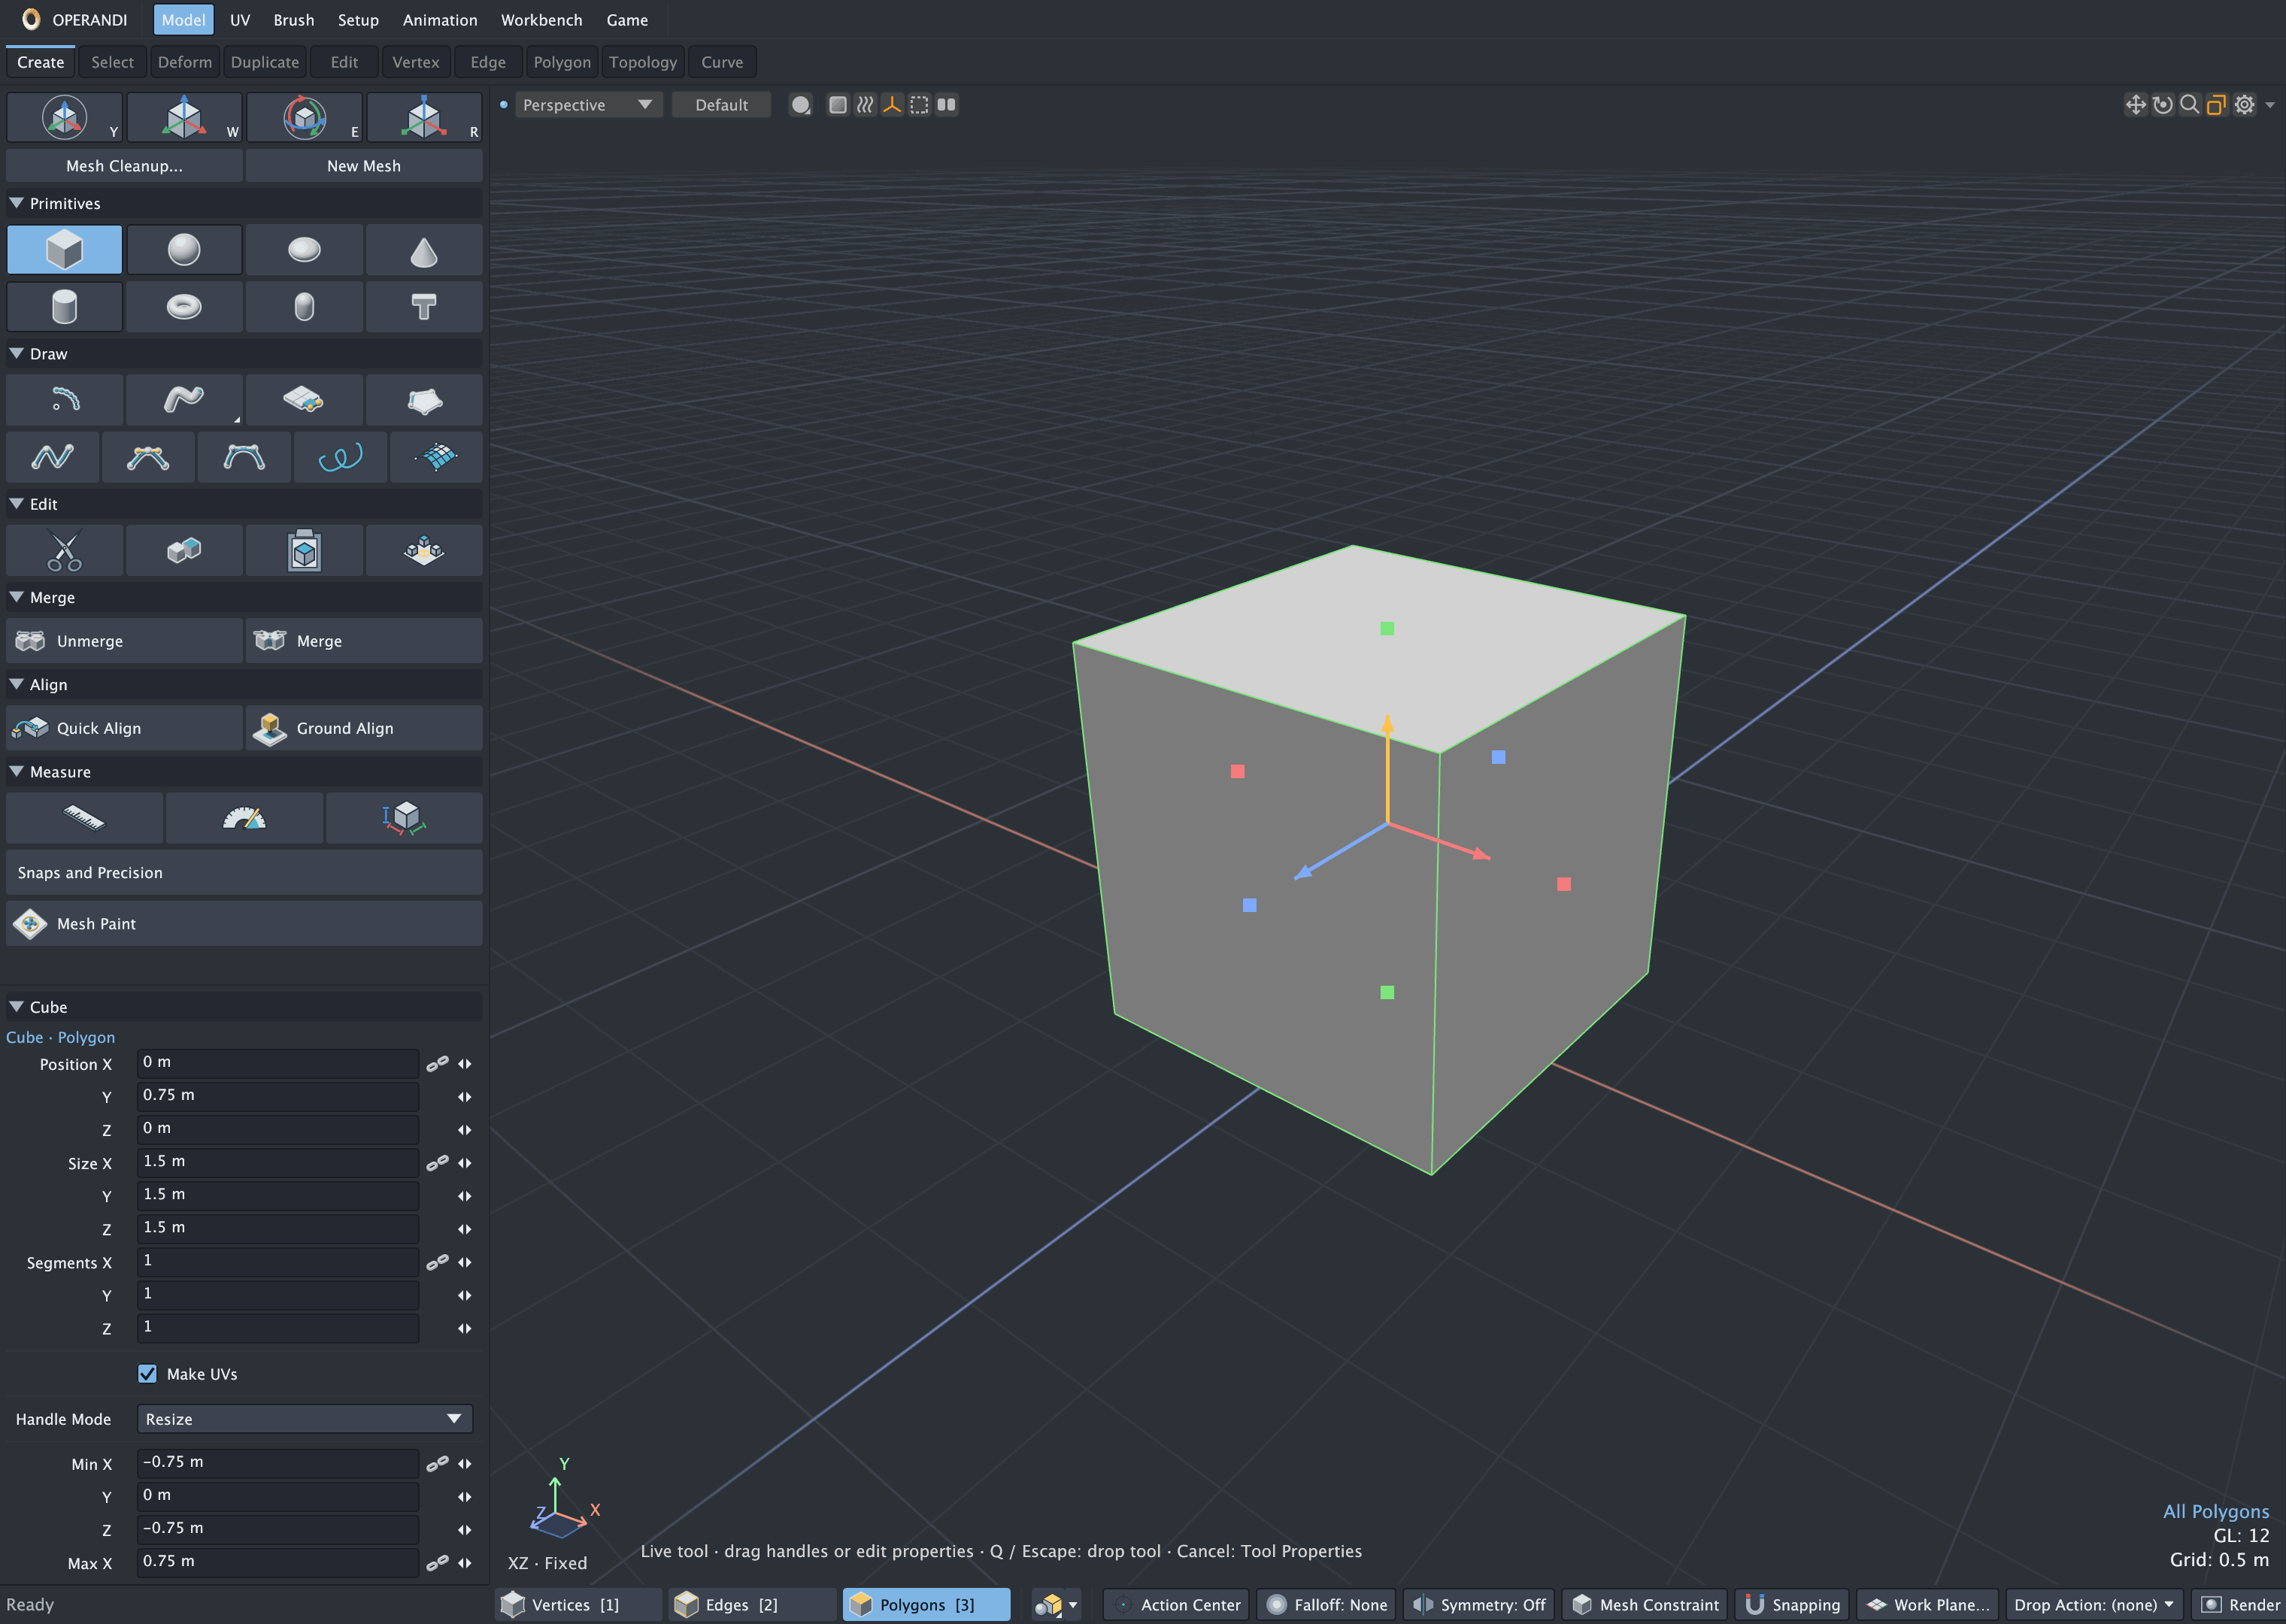 OPERANDI Model UV Brush Setup Animation Workbench Game
Create Select Deform Duplicate Edit Vertex Edge Polygon Topology Curve
Y W E R
Perspective Default
Mesh Cleanup... New Mesh
Primitives
Draw
Edit
Merge
Unmerge Merge
Align
Quick Align Ground Align
Measure
Snaps and Precision
Mesh Paint
Cube
Cube · Polygon
Position X 0 m
Y 0.75 m
Z 0 m
Size X 1.5 m
Y 1.5 m
Z 1.5 m
Segments X 1
Y 1
Z 1
Make UVs
Handle Mode Resize
Min X −0.75 m
Y 0 m
Z −0.75 m
Max X 0.75 m
Y
Z X
XZ · Fixed
Live tool · drag handles or edit properties · Q / Escape: drop tool · Cancel: Tool Properties
All Polygons
GL: 12
Grid: 0.5 m
Ready Vertices [1] Edges [2] Polygons [3] Action Center Falloff: None Symmetry: Off Mesh Constraint Snapping Work Plane... Drop Action: (none) Render